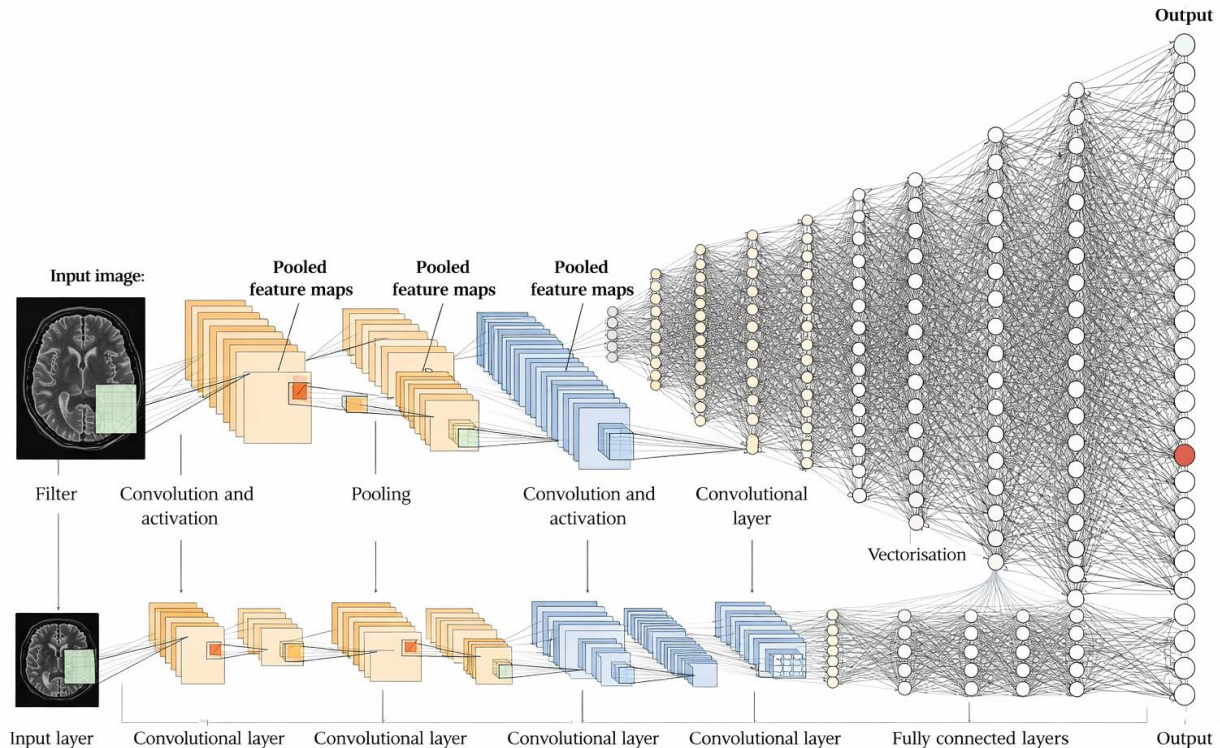 Output
Input image:
Pooled
feature maps
Pooled
feature maps
Pooled
feature maps
Filter
Convolution and
activation
Pooling
Convolution and
activation
Convolutional
layer
Vectorisation
Input layer
Convolutional layer
Convolutional layer
Convolutional layer
Convolutional layer
Fully connected layers
Output